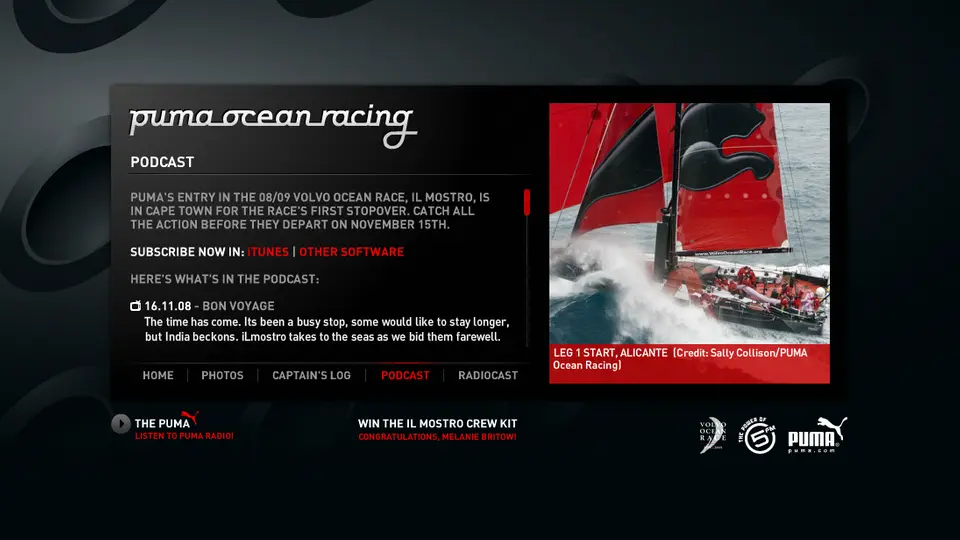 puma ocean racing
PODCAST
PUMA'S ENTRY IN THE 08/09 VOLVO OCEAN RACE, IL MOSTRO, IS
IN CAPE TOWN FOR THE RACE'S FIRST STOPOVER. CATCH ALL
THE ACTION BEFORE THEY DEPART ON NOVEMBER 15TH.
SUBSCRIBE NOW IN: iTUNES | OTHER SOFTWARE
HERE'S WHAT'S IN THE PODCAST:
16.11.08 - BON VOYAGE
The time has come. Its been a busy stop, some would like to stay longer,
but India beckons. iLmostro takes to the seas as we bid them farewell.
HOME
PHOTOS
CAPTAIN'S LOG
PODCAST
RADIOCAST
www.VolvoOceanRace.org
LEG 1 START, ALICANTE (Credit: Sally Collison/PUMA
Ocean Racing)
THE PUMA
LISTEN TO PUMA RADIO!
WIN THE IL MOSTRO CREW KIT
CONGRATULATIONS, MELANIE BRITOW!
VOLVO
OCEAN
RACE
THE POWER OF
5FM
PUMA®
puma.com